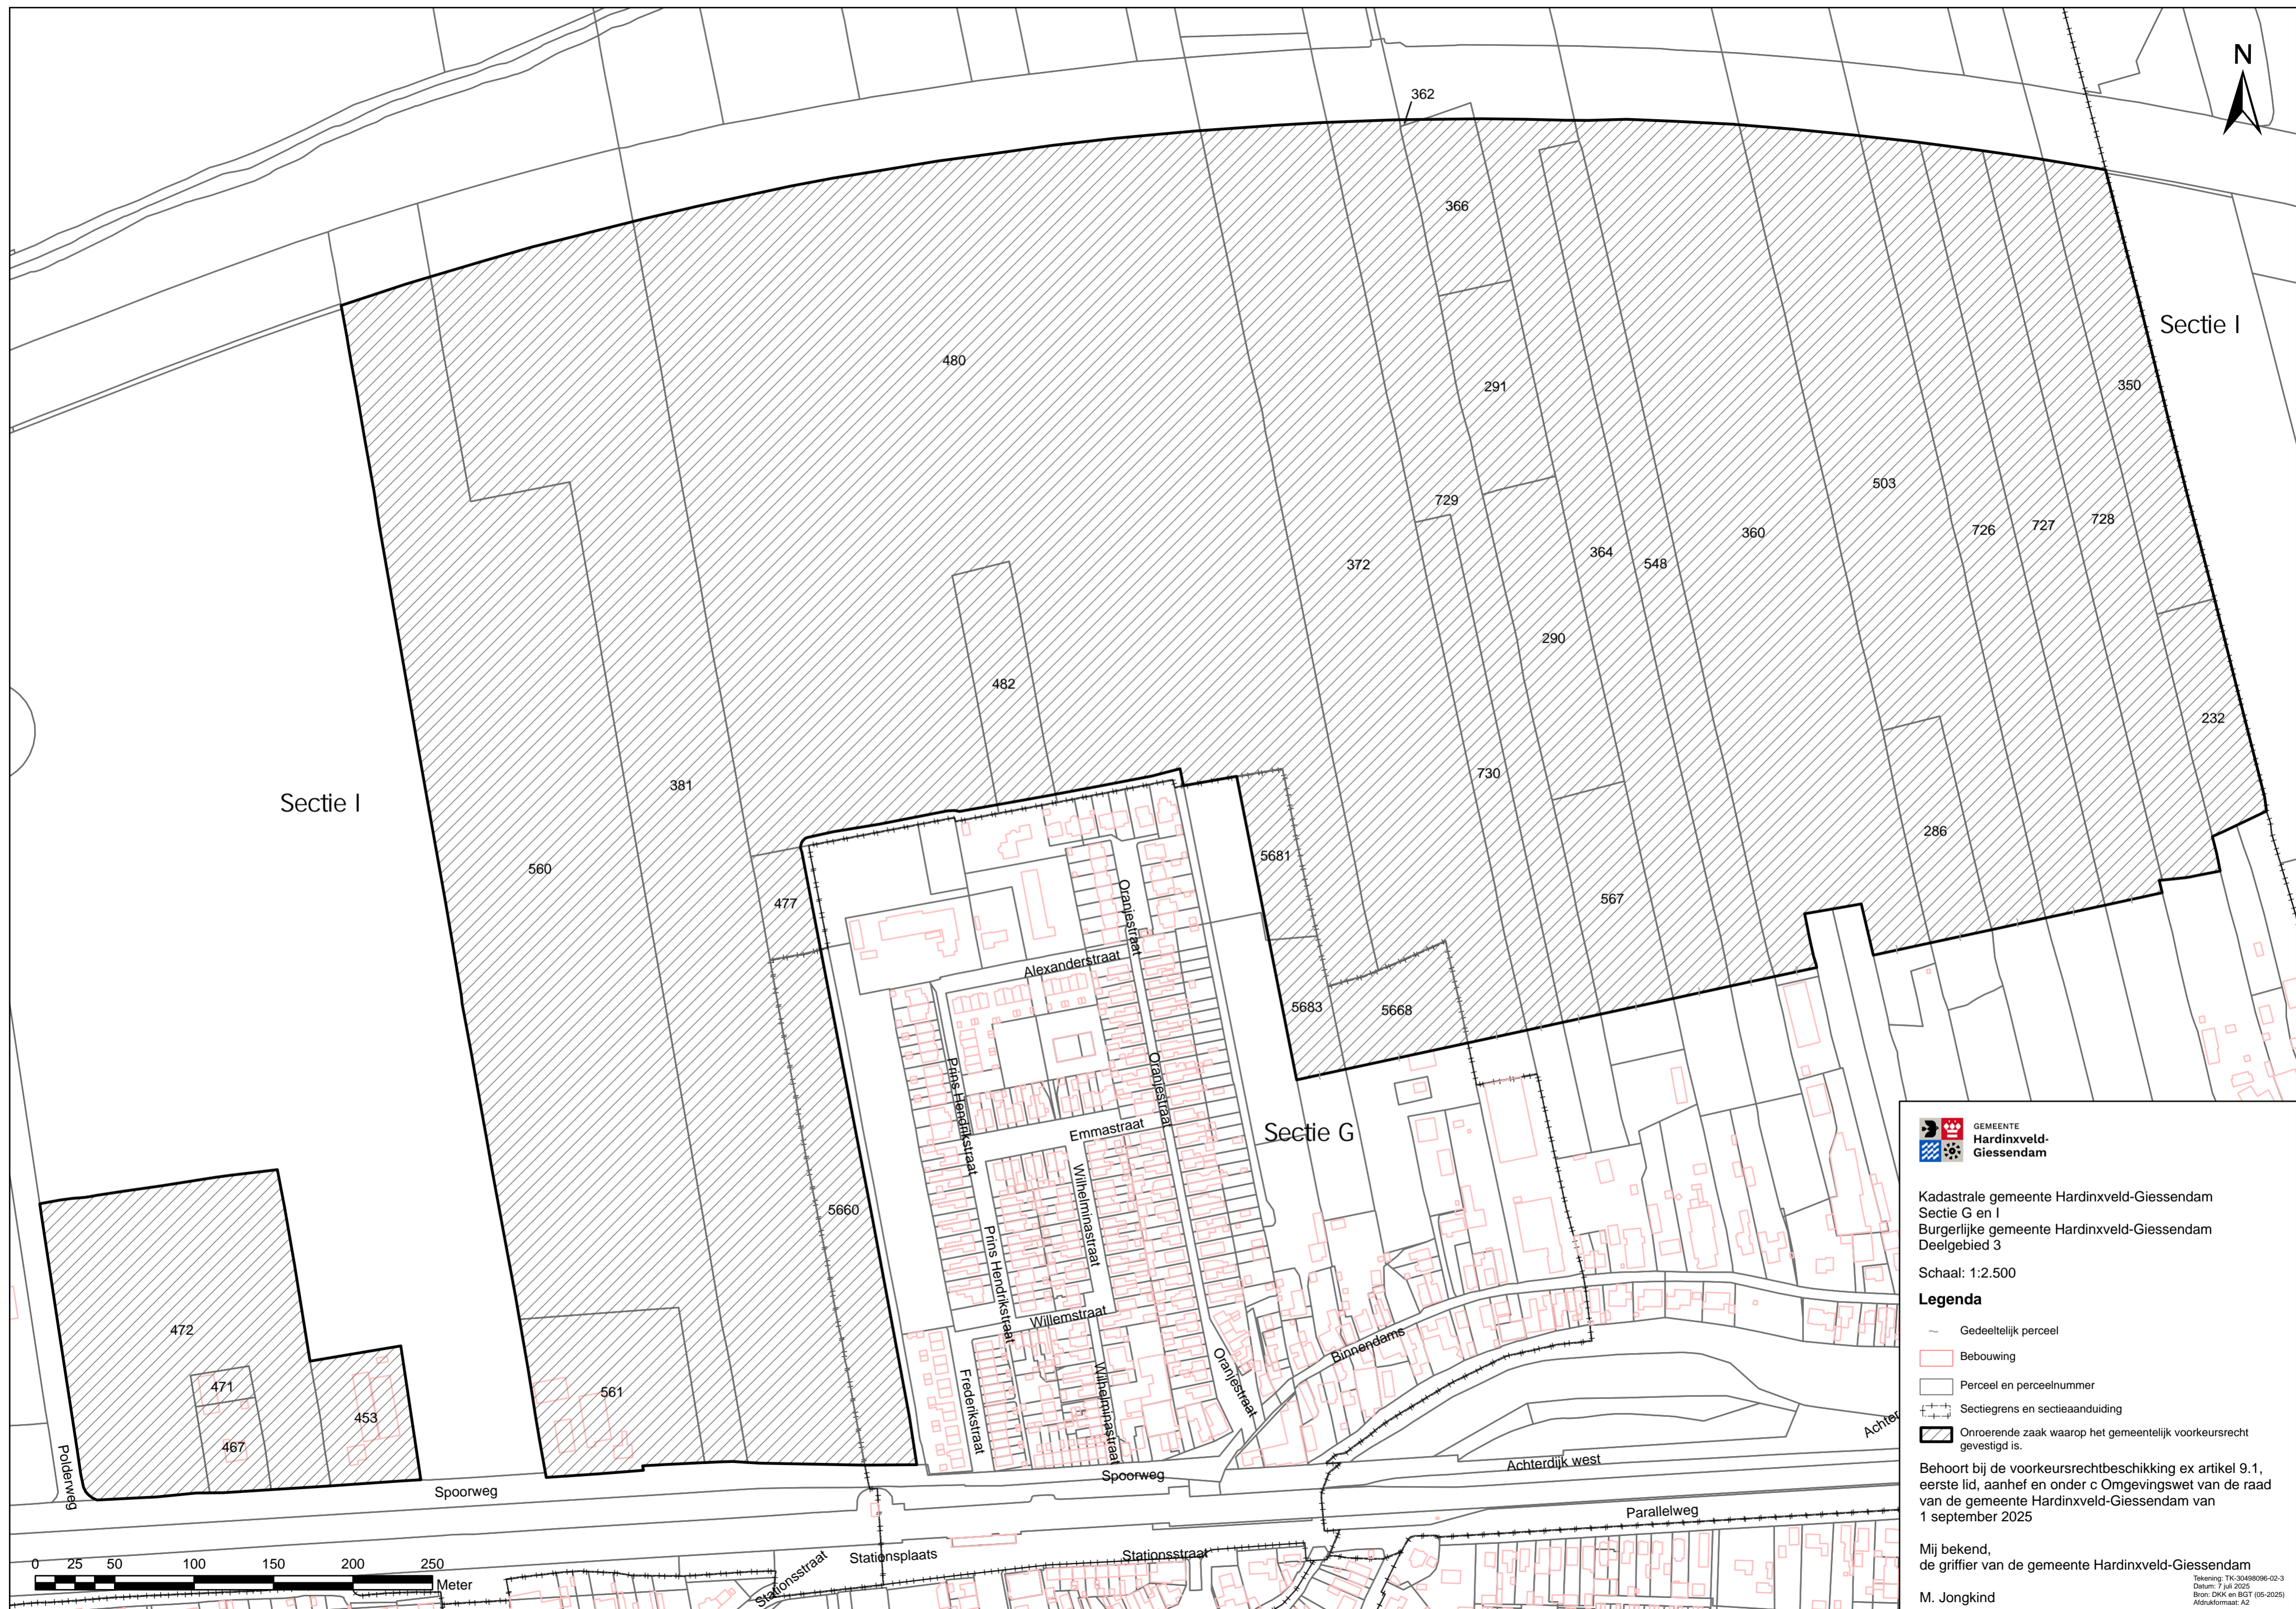 N
362
366
Sectie I
480
350
291
729
503
726
727
728
372
364
548
360
290
482
232
730
381
Sectie I
286
5681
560
477
567
Oranjestraat
Alexanderstraat
5683
5668
Prins Hendrikstraat
Oranjestraat
Emmastraat
Sectie G
Wilhelminastraat
5660
Prins Hendrikstraat
Willemstraat
472
Binnendams
471
561
453
Frederikstraat
Wilhelminastraat
Oranjestraat
467
Polderweg
Spoorweg
Spoorweg
Achterdijk west
Achter
Parallelweg
Stationsplaats
Stationsstraat
Stationsstraat
0 25 50 100 150 200 250
Meter
GEMEENTE
Hardinxveld-
Giessendam
Kadastrale gemeente Hardinxveld-Giessendam
Sectie G en I
Burgerlijke gemeente Hardinxveld-Giessendam
Deelgebied 3
Schaal: 1:2.500
Legenda
Gedeeltelijk perceel
Bebouwing
Perceel en perceelnummer
Sectiegrens en sectieaanduiding
Onroerende zaak waarop het gemeentelijk voorkeursrecht
gevestigd is.
Behoort bij de voorkeursrechtbeschikking ex artikel 9.1,
eerste lid, aanhef en onder c Omgevingswet van de raad
van de gemeente Hardinxveld-Giessendam van
1 september 2025
Mij bekend,
de griffier van de gemeente Hardinxveld-Giessendam
M. Jongkind
Tekening: TK-30498096-02-3
Datum: 7 juli 2025
Bron: DKK en BGT (05-2025)
Afdrukformaat: A2